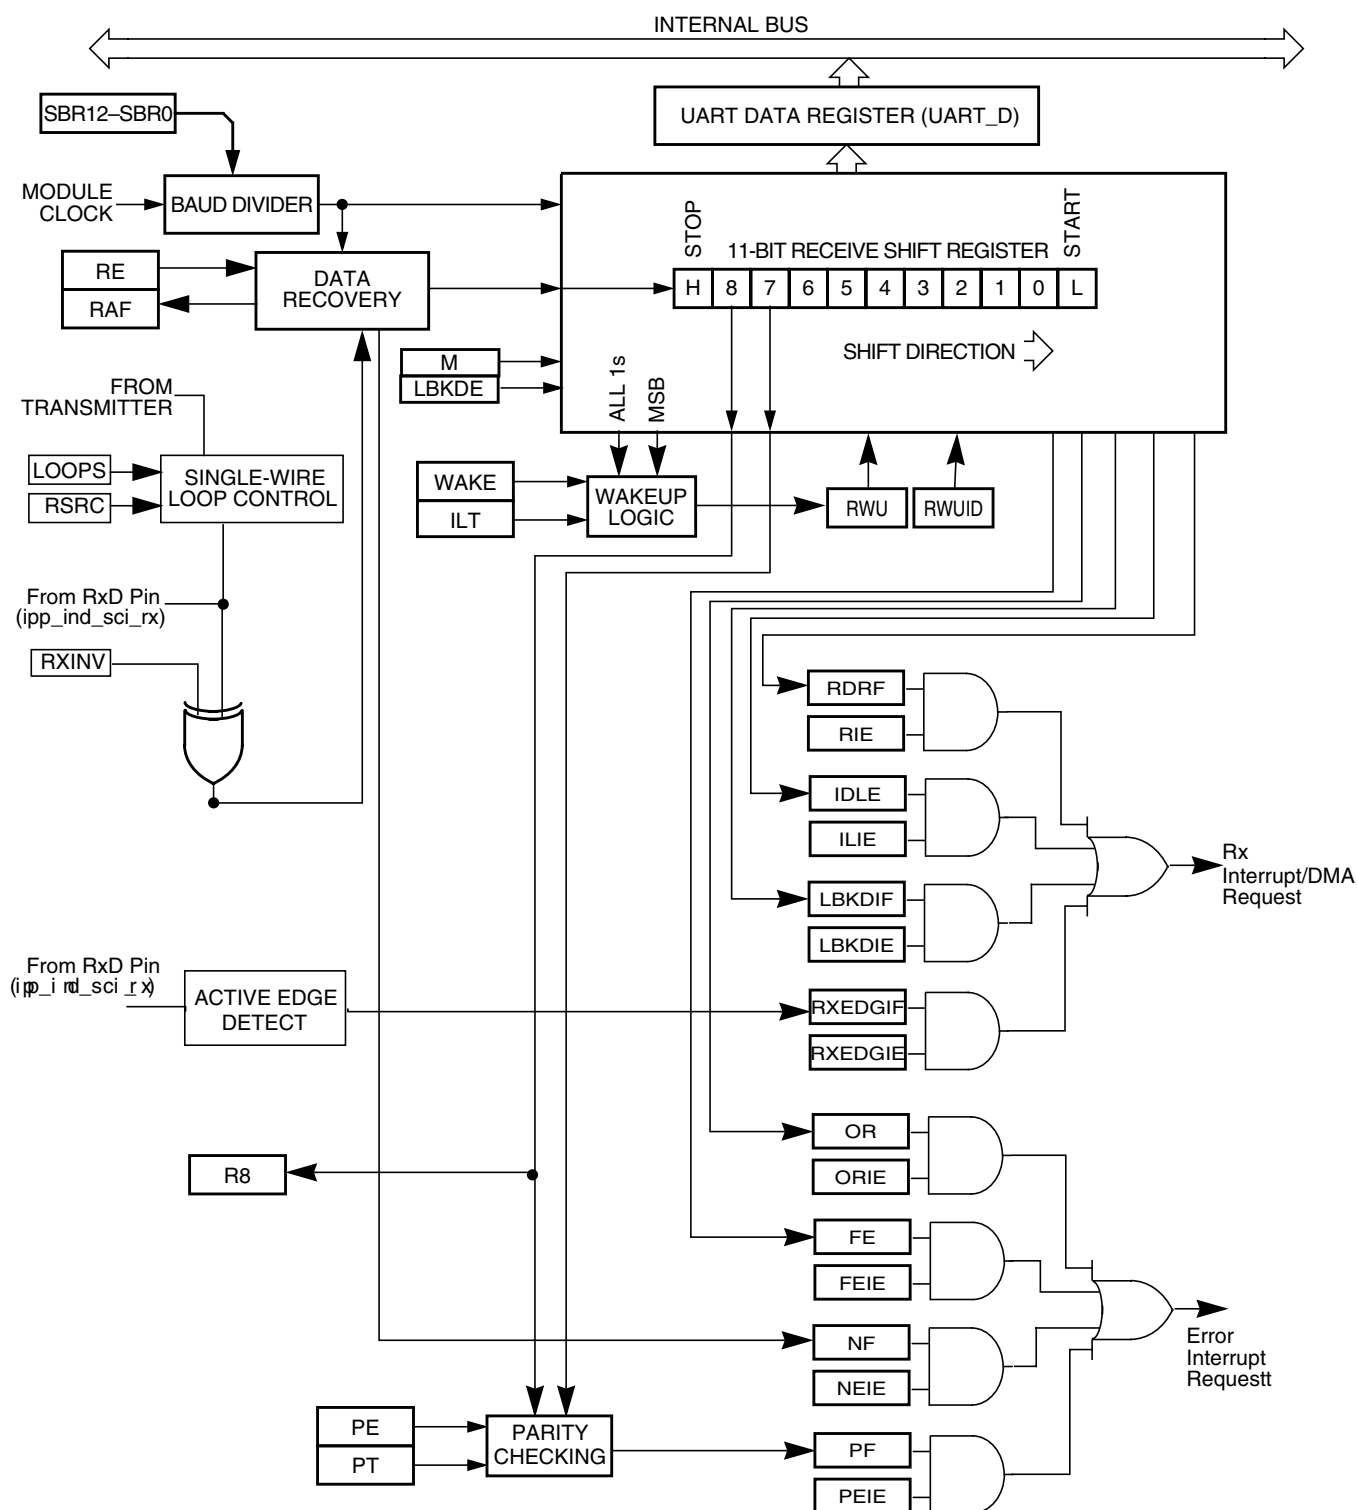 INTERNAL BUS
SBR12–SBR0
UART DATA REGISTER (UART_D)
MODULE
CLOCK
BAUD DIVIDER
STOP
START
11-BIT RECEIVE SHIFT REGISTER
H 8 7 6 5 4 3 2 1 0 L
RE
RAF
DATA
RECOVERY
SHIFT DIRECTION
M
LBKDE
ALL 1s
MSB
FROM
TRANSMITTER
LOOPS
RSRC
SINGLE-WIRE
LOOP CONTROL
WAKE
ILT
WAKEUP
LOGIC
RWU
RWUID
From RxD Pin
(ipp_ind_sci_rx)
RXINV
RDRF
RIE
IDLE
ILIE
Rx
Interrupt/DMA
Request
LBKDIF
LBKDIE
From RxD Pin
(ipp_ind_sci_rx)
ACTIVE EDGE
DETECT
RXEDGIF
RXEDGIE
OR
ORIE
R8
FE
FEIE
NF
NEIE
Error
Interrupt
Requestt
PE
PT
PARITY
CHECKING
PF
PEIE